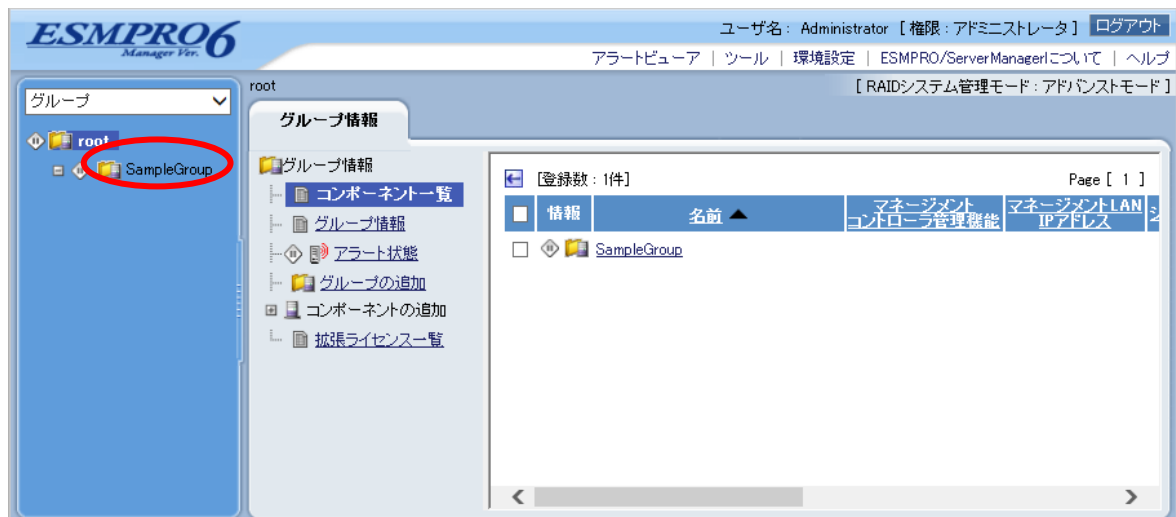 ESMPRO6
Manager Ver.
ユーザ名： Administrator [ 権限：アドミニストレータ ] ログアウト
アラートビューア | ツール | 環境設定 | ESMPRO/ServerManagerについて | ヘルプ
グループ
root
SampleGroup
root
[ RAIDシステム管理モード：アドバンストモード ]
グループ情報
グループ情報
コンポーネント一覧
グループ情報
アラート状態
グループの追加
コンポーネントの追加
拡張ライセンス一覧
[登録数：1件]
Page [ 1 ]
情報 名前 ▲ マネージメント コントローラ管理機能 マネージメントLAN IPアドレス
SampleGroup